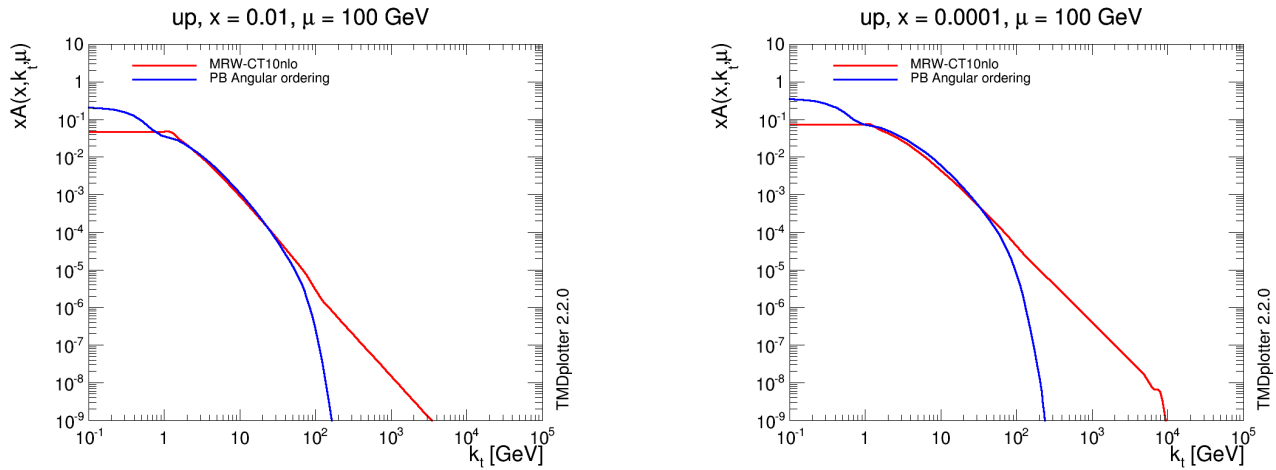 up, x = 0.01, μ = 100 GeV
xA(x,kₜ,μ)
10
1
10⁻¹
10⁻²
10⁻³
10⁻⁴
10⁻⁵
10⁻⁶
10⁻⁷
10⁻⁸
10⁻⁹
MRW-CT10nlo
PB Angular ordering
10⁻¹ 1 10 10² 10³ 10⁴ 10⁵
kₜ [GeV]
TMDplotter 2.2.0
up, x = 0.0001, μ = 100 GeV
xA(x,kₜ,μ)
10
1
10⁻¹
10⁻²
10⁻³
10⁻⁴
10⁻⁵
10⁻⁶
10⁻⁷
10⁻⁸
10⁻⁹
MRW-CT10nlo
PB Angular ordering
10⁻¹ 1 10 10² 10³ 10⁴ 10⁵
kₜ [GeV]
TMDplotter 2.2.0